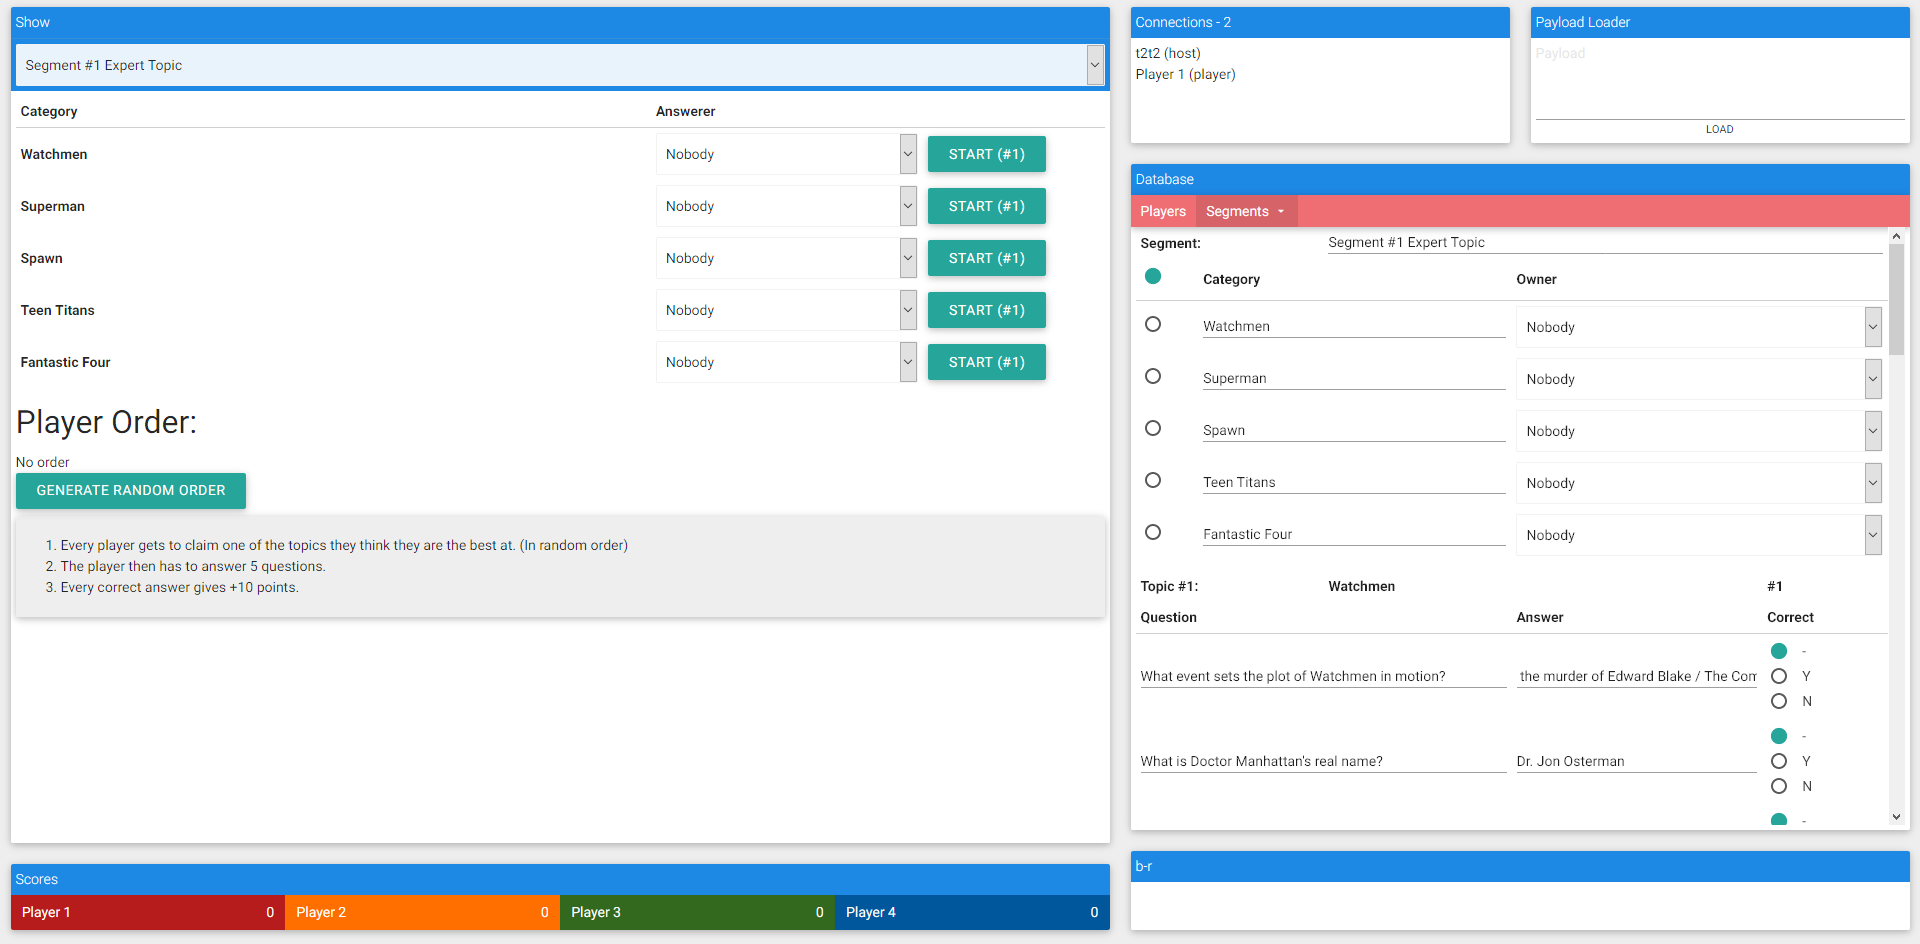 Show
Segment #1 Expert Topic
Category Answerer
Watchmen Nobody START (#1)
Superman Nobody START (#1)
Spawn Nobody START (#1)
Teen Titans Nobody START (#1)
Fantastic Four Nobody START (#1)
Player Order:
No order
GENERATE RANDOM ORDER
1. Every player gets to claim one of the topics they think they are the best at. (In random order)
2. The player then has to answer 5 questions.
3. Every correct answer gives +10 points.
Scores
Player 1 0 Player 2 0 Player 3 0 Player 4 0
Connections - 2
t2t2 (host)
Player 1 (player)
Payload Loader
Payload
LOAD
Database
Players Segments
Segment: Segment #1 Expert Topic
Category Owner
Watchmen Nobody
Superman Nobody
Spawn Nobody
Teen Titans Nobody
Fantastic Four Nobody
Topic #1: Watchmen #1
Question Answer Correct
-
What event sets the plot of Watchmen in motion? the murder of Edward Blake / The Com Y
N
-
What is Doctor Manhattan's real name? Dr. Jon Osterman Y
N
-
b-r